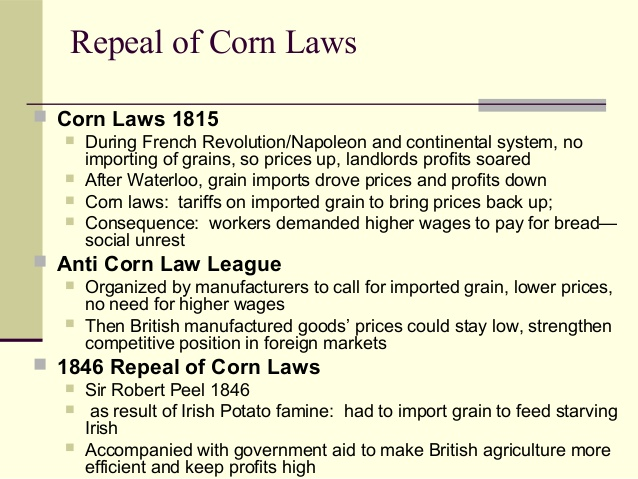 Repeal of Corn Laws
Corn Laws 1815
During French Revolution/Napoleon and continental system, no
importing of grains, so prices up, landlords profits soared
After Waterloo, grain imports drove prices and profits down
Corn laws:  tariffs on imported grain to bring prices back up;
Consequence:  workers demanded higher wages to pay for bread—
social unrest
Anti Corn Law League
Organized by manufacturers to call for imported grain, lower prices,
no need for higher wages
Then British manufactured goods’ prices could stay low, strengthen
competitive position in foreign markets
1846 Repeal of Corn Laws
Sir Robert Peel 1846
as result of Irish Potato famine:  had to import grain to feed starving
Irish
Accompanied with government aid to make British agriculture more
efficient and keep profits high